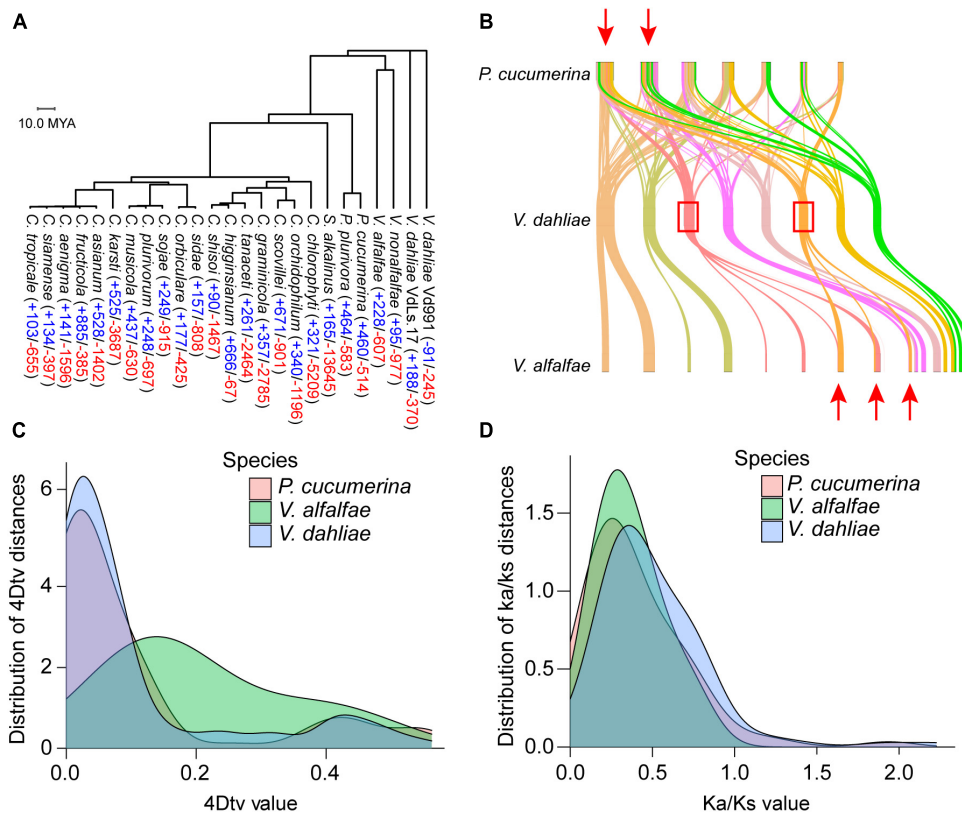 A
B
10.0 MYA
C. tropicale (+103/-655)
C. siamense (+134/-397)
C. aenigma (+141/-1596)
C. fructicola (+885/-385)
C. asianum (+528/-1402)
C. karsti (+525/-3687)
C. musicola (+437/-630)
C. plurivorum (+248/-697)
C. sojae (+249/-915)
C. orbiculare (+177/-425)
C. sidae (+157/-808)
C. shisoi (+90/-1467)
C. higginsianum (+666/-67)
C. tanaceti (+261/-2464)
C. graminicola (+357/-2785)
C. scovillei (+671/-901)
C. orchidophilum (+340/-1196)
C. chlorophyti (+321/-5209)
S. alkalinus (+165/-13645)
P. plurivora (+464/-583)
P. cucumerina (+460/-514)
V. alfalfae (+228/-607)
V. nonalfalfae (+95/-977)
V. dahliae VdLs.17 (+188/-370)
V. dahliae Vd991 (-91/-245)
P. cucumerina
V. dahliae
V. alfalfae
C
Species
P. cucumerina
V. alfalfae
V. dahliae
Distribution of 4Dtv distances
6
4
2
0
0.0
0.2
0.4
4Dtv value
D
Species
P. cucumerina
V. alfalfae
V. dahliae
Distribution of ka/ks distances
1.5
1.0
0.5
0.0
0.0
0.5
1.0
1.5
2.0
Ka/Ks value